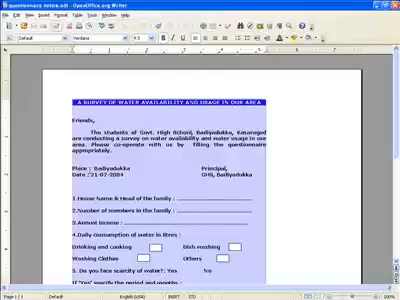 questionnaire notice.odt - OpenOffice.org Writer
File Edit View Insert Format Table Tools Window Help
Default Verdana 9.5 B I U
A SURVEY OF WATER AVAILABILITY AND USAGE IN OUR AREA
Friends,
The students of Govt. High School, Badiyadukka, Kasaragod
are conducting a survey on water availability and water usage in our
area. Please co-operate with us by filling the questionnaire
appropriately.
Place : Badiyadukka Principal,
Date : 21-07-2004 GHS, Badiyadukka
1.House Name & Head of the family : ................................
2.Number of members in the family : ................................
3.Annual income : ................................
4.Daily consumption of water in litres :
Drinking and cooking Dish washing
Washing Clothes Others
5. Do you face scarcity of water?: Yes No
If "Yes" specify the period and months :
Page 1 / 1 Default English (USA) INSRT STD 100%